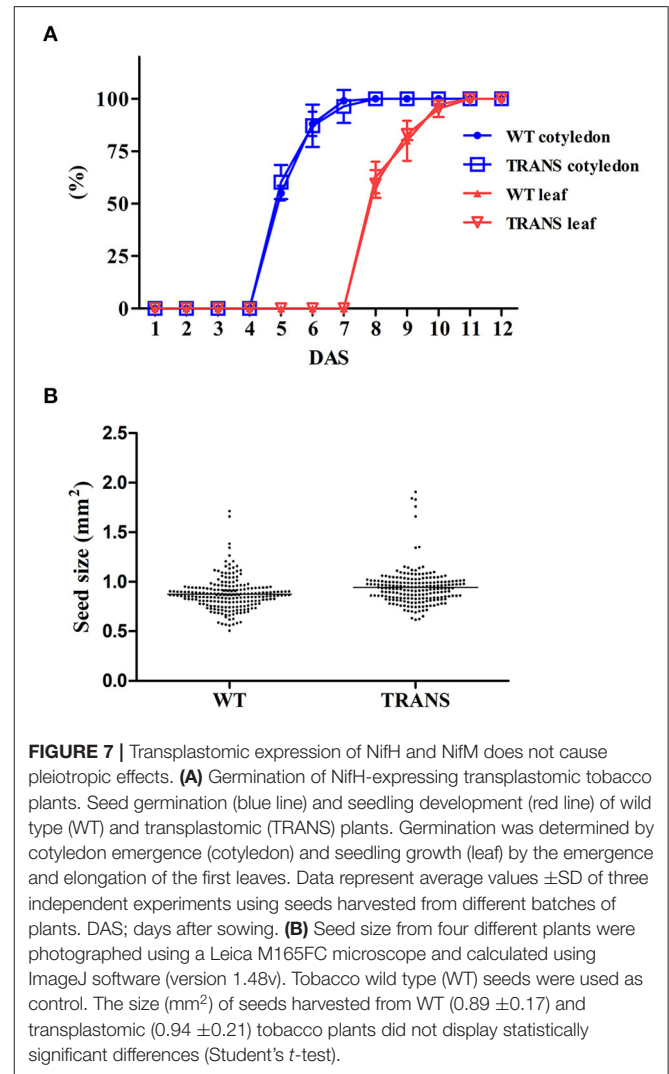 A
100
75
50
25
0
(%)
1 2 3 4 5 6 7 8 9 10 11 12
DAS
WT cotyledon
TRANS cotyledon
WT leaf
TRANS leaf
B
2.5
2.0
1.5
1.0
0.5
0.0
Seed size (mm²)
WT TRANS
FIGURE 7 | Transplastomic expression of NifH and NifM does not cause
pleiotropic effects. (A) Germination of NifH-expressing transplastomic tobacco
plants. Seed germination (blue line) and seedling development (red line) of wild
type (WT) and transplastomic (TRANS) plants. Germination was determined by
cotyledon emergence (cotyledon) and seedling growth (leaf) by the emergence
and elongation of the first leaves. Data represent average values ±SD of three
independent experiments using seeds harvested from different batches of
plants. DAS; days after sowing. (B) Seed size from four different plants were
photographed using a Leica M165FC microscope and calculated using
ImageJ software (version 1.48v). Tobacco wild type (WT) seeds were used as
control. The size (mm²) of seeds harvested from WT (0.89 ±0.17) and
transplastomic (0.94 ±0.21) tobacco plants did not display statistically
significant differences (Student's t-test).